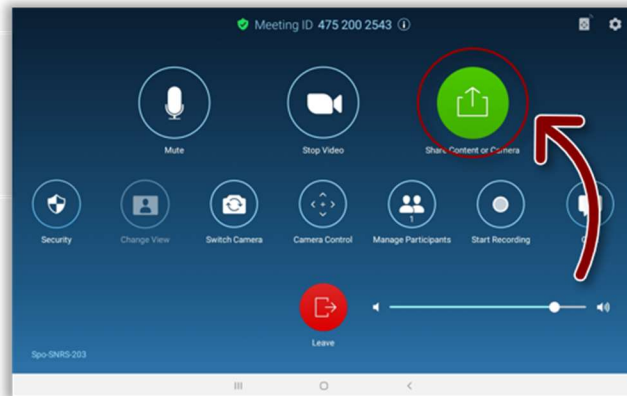 Meeting ID 475 200 2543
Mute
Stop Video
Share Content or Camera
Security
Change View
Switch Camera
Camera Control
Manage Participants
1
Start Recording
Leave
Spo-SNRS-203